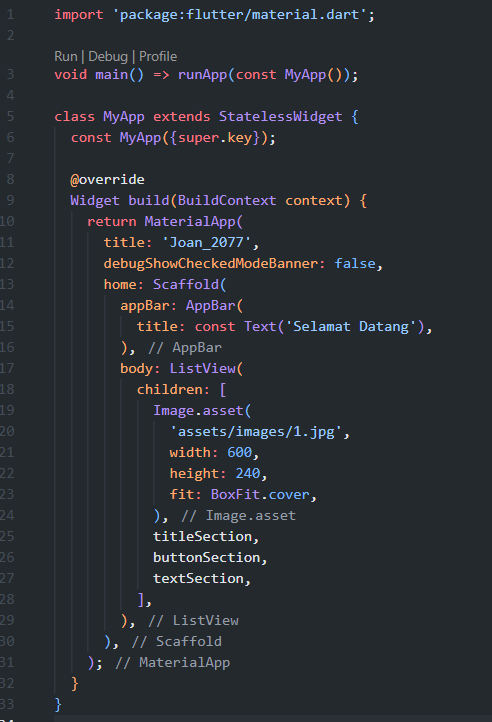 1 import 'package:flutter/material.dart';
2
Run | Debug | Profile
3 void main() => runApp(const MyApp());
4
5 class MyApp extends StatelessWidget {
6   const MyApp({super.key});
7
8   @override
9   Widget build(BuildContext context) {
10     return MaterialApp(
11       title: 'Joan_2077',
12       debugShowCheckedModeBanner: false,
13       home: Scaffold(
14         appBar: AppBar(
15           title: const Text('Selamat Datang'),
16         ), // AppBar
17         body: ListView(
18           children: [
19             Image.asset(
20               'assets/images/1.jpg',
21               width: 600,
22               height: 240,
23               fit: BoxFit.cover,
24             ), // Image.asset
25             titleSection,
26             buttonSection,
27             textSection,
28           ],
29         ), // ListView
30       ), // Scaffold
31     ); // MaterialApp
32   }
33 }